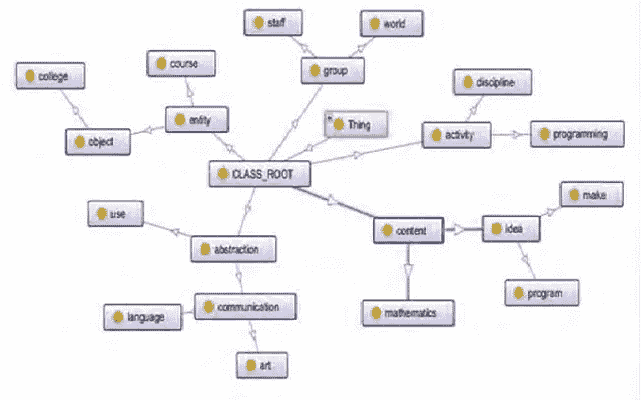 staff
world
course
group
college
discipline
entity
Thing
activity
programming
object
CLASS_ROOT
make
use
content
idea
abstraction
communication
program
language
mathematics
art